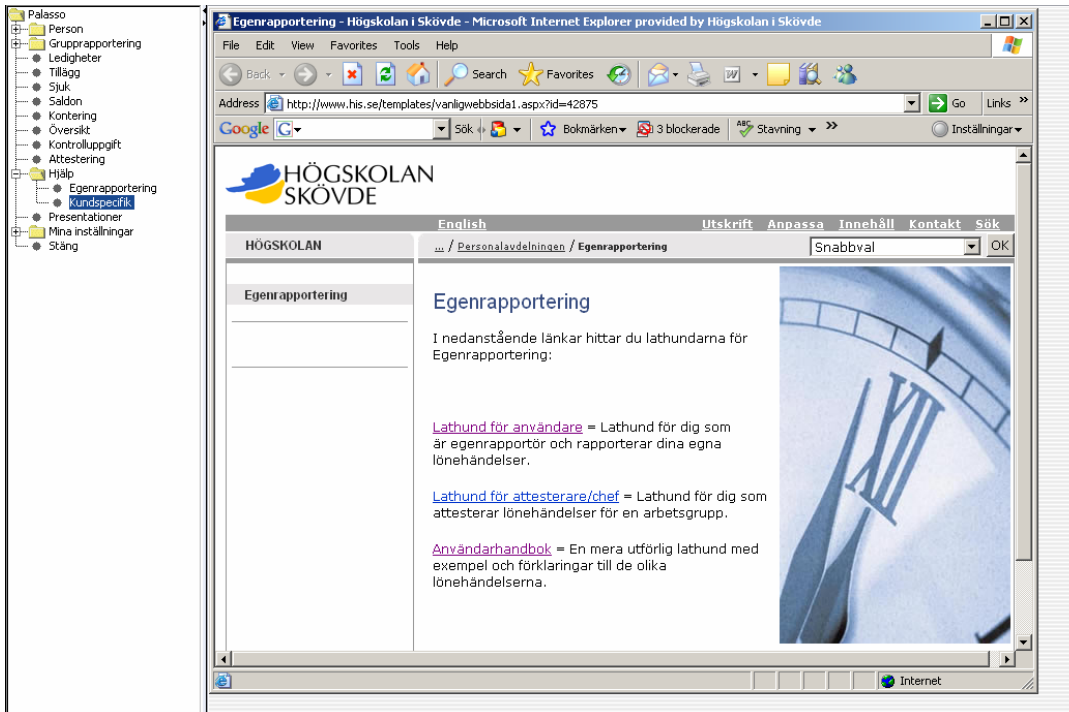 Palasso
Person
Grupprapportering
Ledigheter
Tillägg
Sjuk
Saldon
Kontering
Översikt
Kontrolluppgift
Attestering
Hjälp
Egenrapportering
Kundspecifik
Presentationer
Mina inställningar
Stäng
Egenrapportering - Högskolan i Skövde - Microsoft Internet Explorer provided by Högskolan i Skövde
File Edit View Favorites Tools Help
Back Search Favorites W
Address http://www.his.se/templates/vanligwebbsida1.aspx?id=42875 Go Links »
Google G Sök Bokmärken 3 blockerade ABC Stavning » Inställningar
HÖGSKOLAN
SKÖVDE
English Utskrift Anpassa Innehåll Kontakt Sök
HÖGSKOLAN ... / Personalavdelningen / Egenrapportering Snabbval OK
Egenrapportering
Egenrapportering
I nedanstående länkar hittar du lathundarna för
Egenrapportering:
Lathund för användare = Lathund för dig som
är egenrapportör och rapporterar dina egna
lönehändelser.
Lathund för attesterare/chef = Lathund för dig som
attesterar lönehändelser för en arbetsgrupp.
Användarhandbok = En mera utförlig lathund med
exempel och förklaringar till de olika
lönehändelserna.
XII
Internet